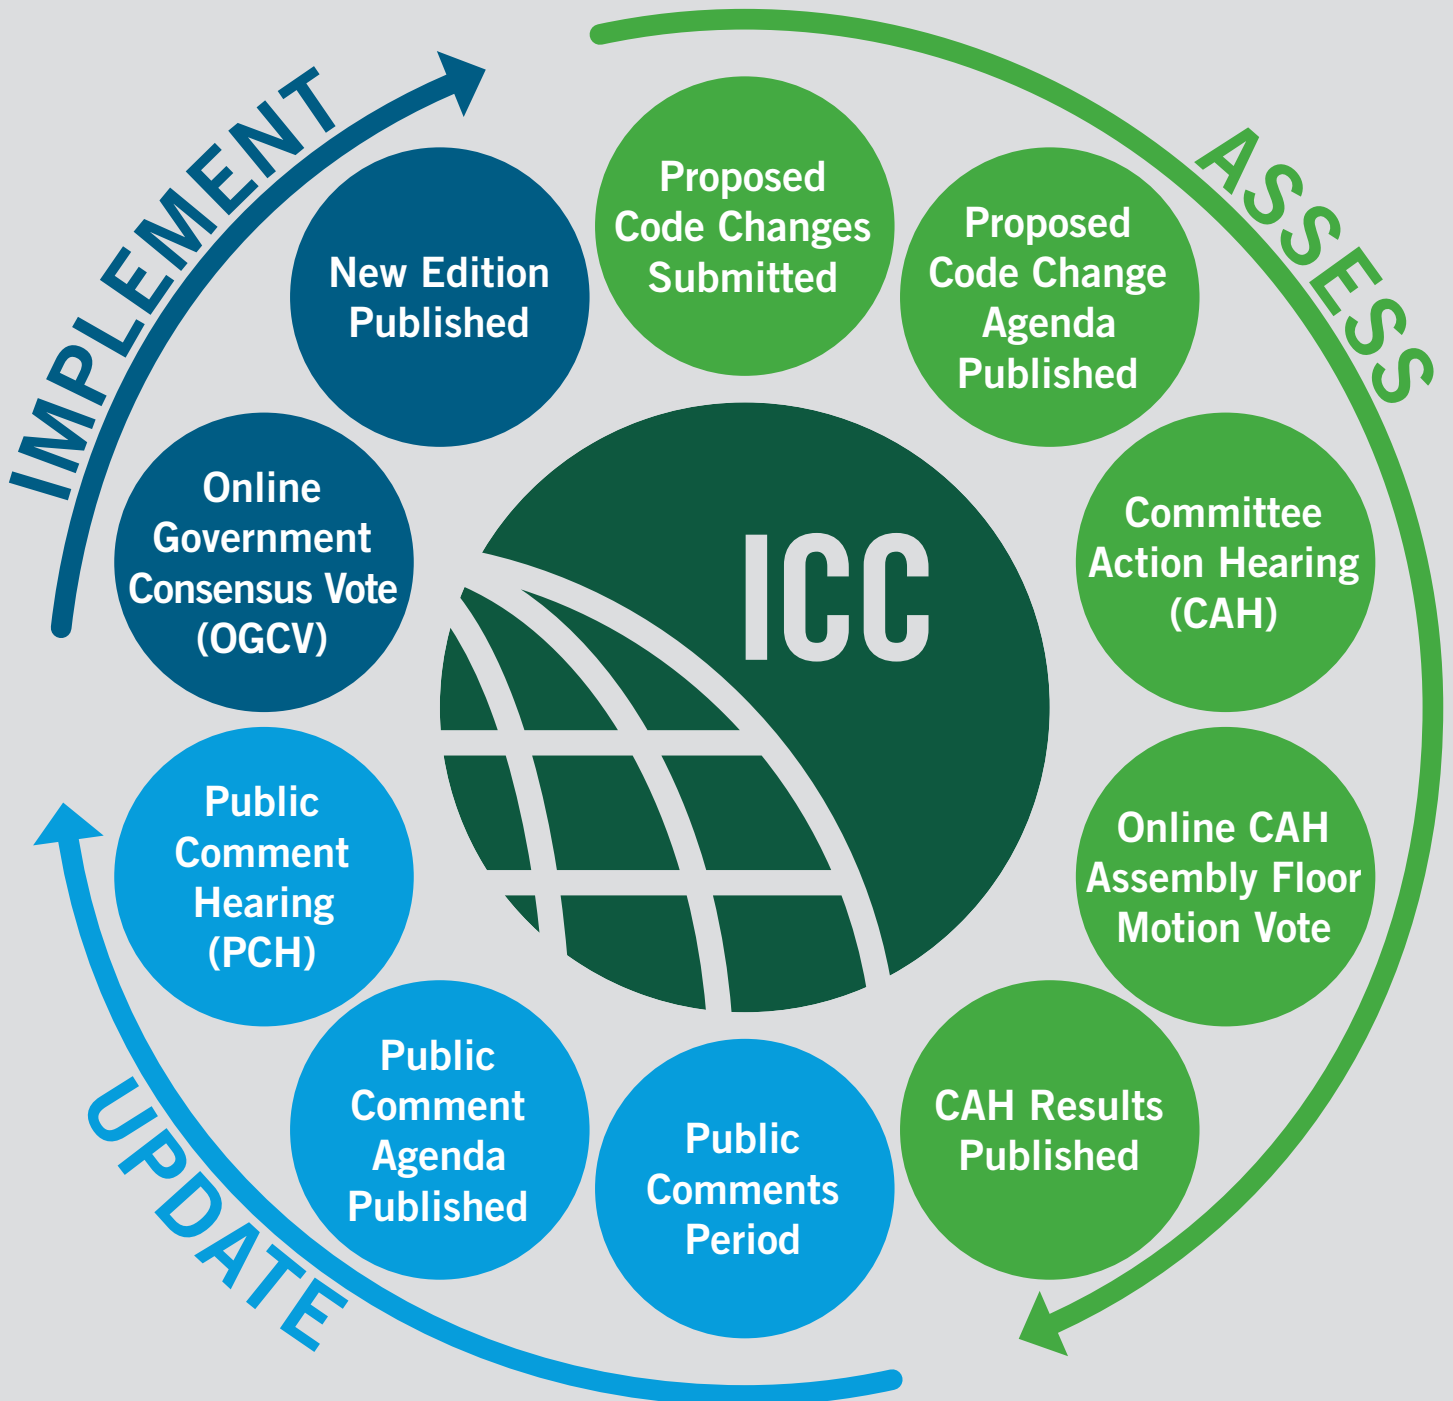 IMPLEMENT
ASSESS
UPDATE
Proposed
Code Changes
Submitted
Proposed
Code Change
Agenda
Published
Committee
Action Hearing
(CAH)
Online CAH
Assembly Floor
Motion Vote
CAH Results
Published
Public
Comments
Period
Public
Comment
Agenda
Published
Public
Comment
Hearing
(PCH)
Online
Government
Consensus Vote
(OGCV)
New Edition
Published
ICC